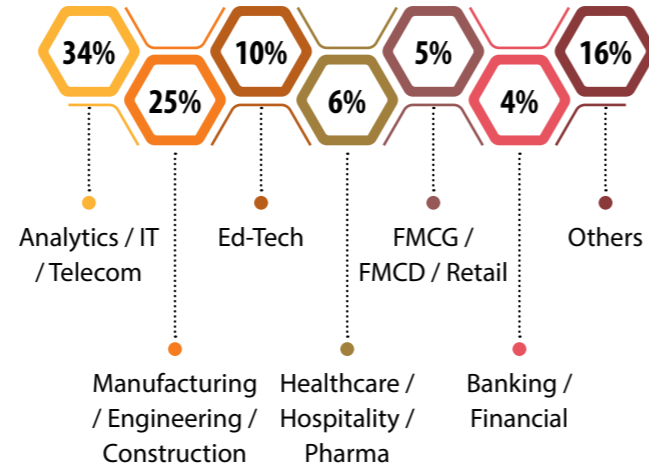 34%
25%
10%
6%
5%
4%
16%
Analytics / IT
/ Telecom
Ed-Tech
FMCG /
FMCD / Retail
Others
Manufacturing
/ Engineering /
Construction
Healthcare /
Hospitality /
Pharma
Banking /
Financial